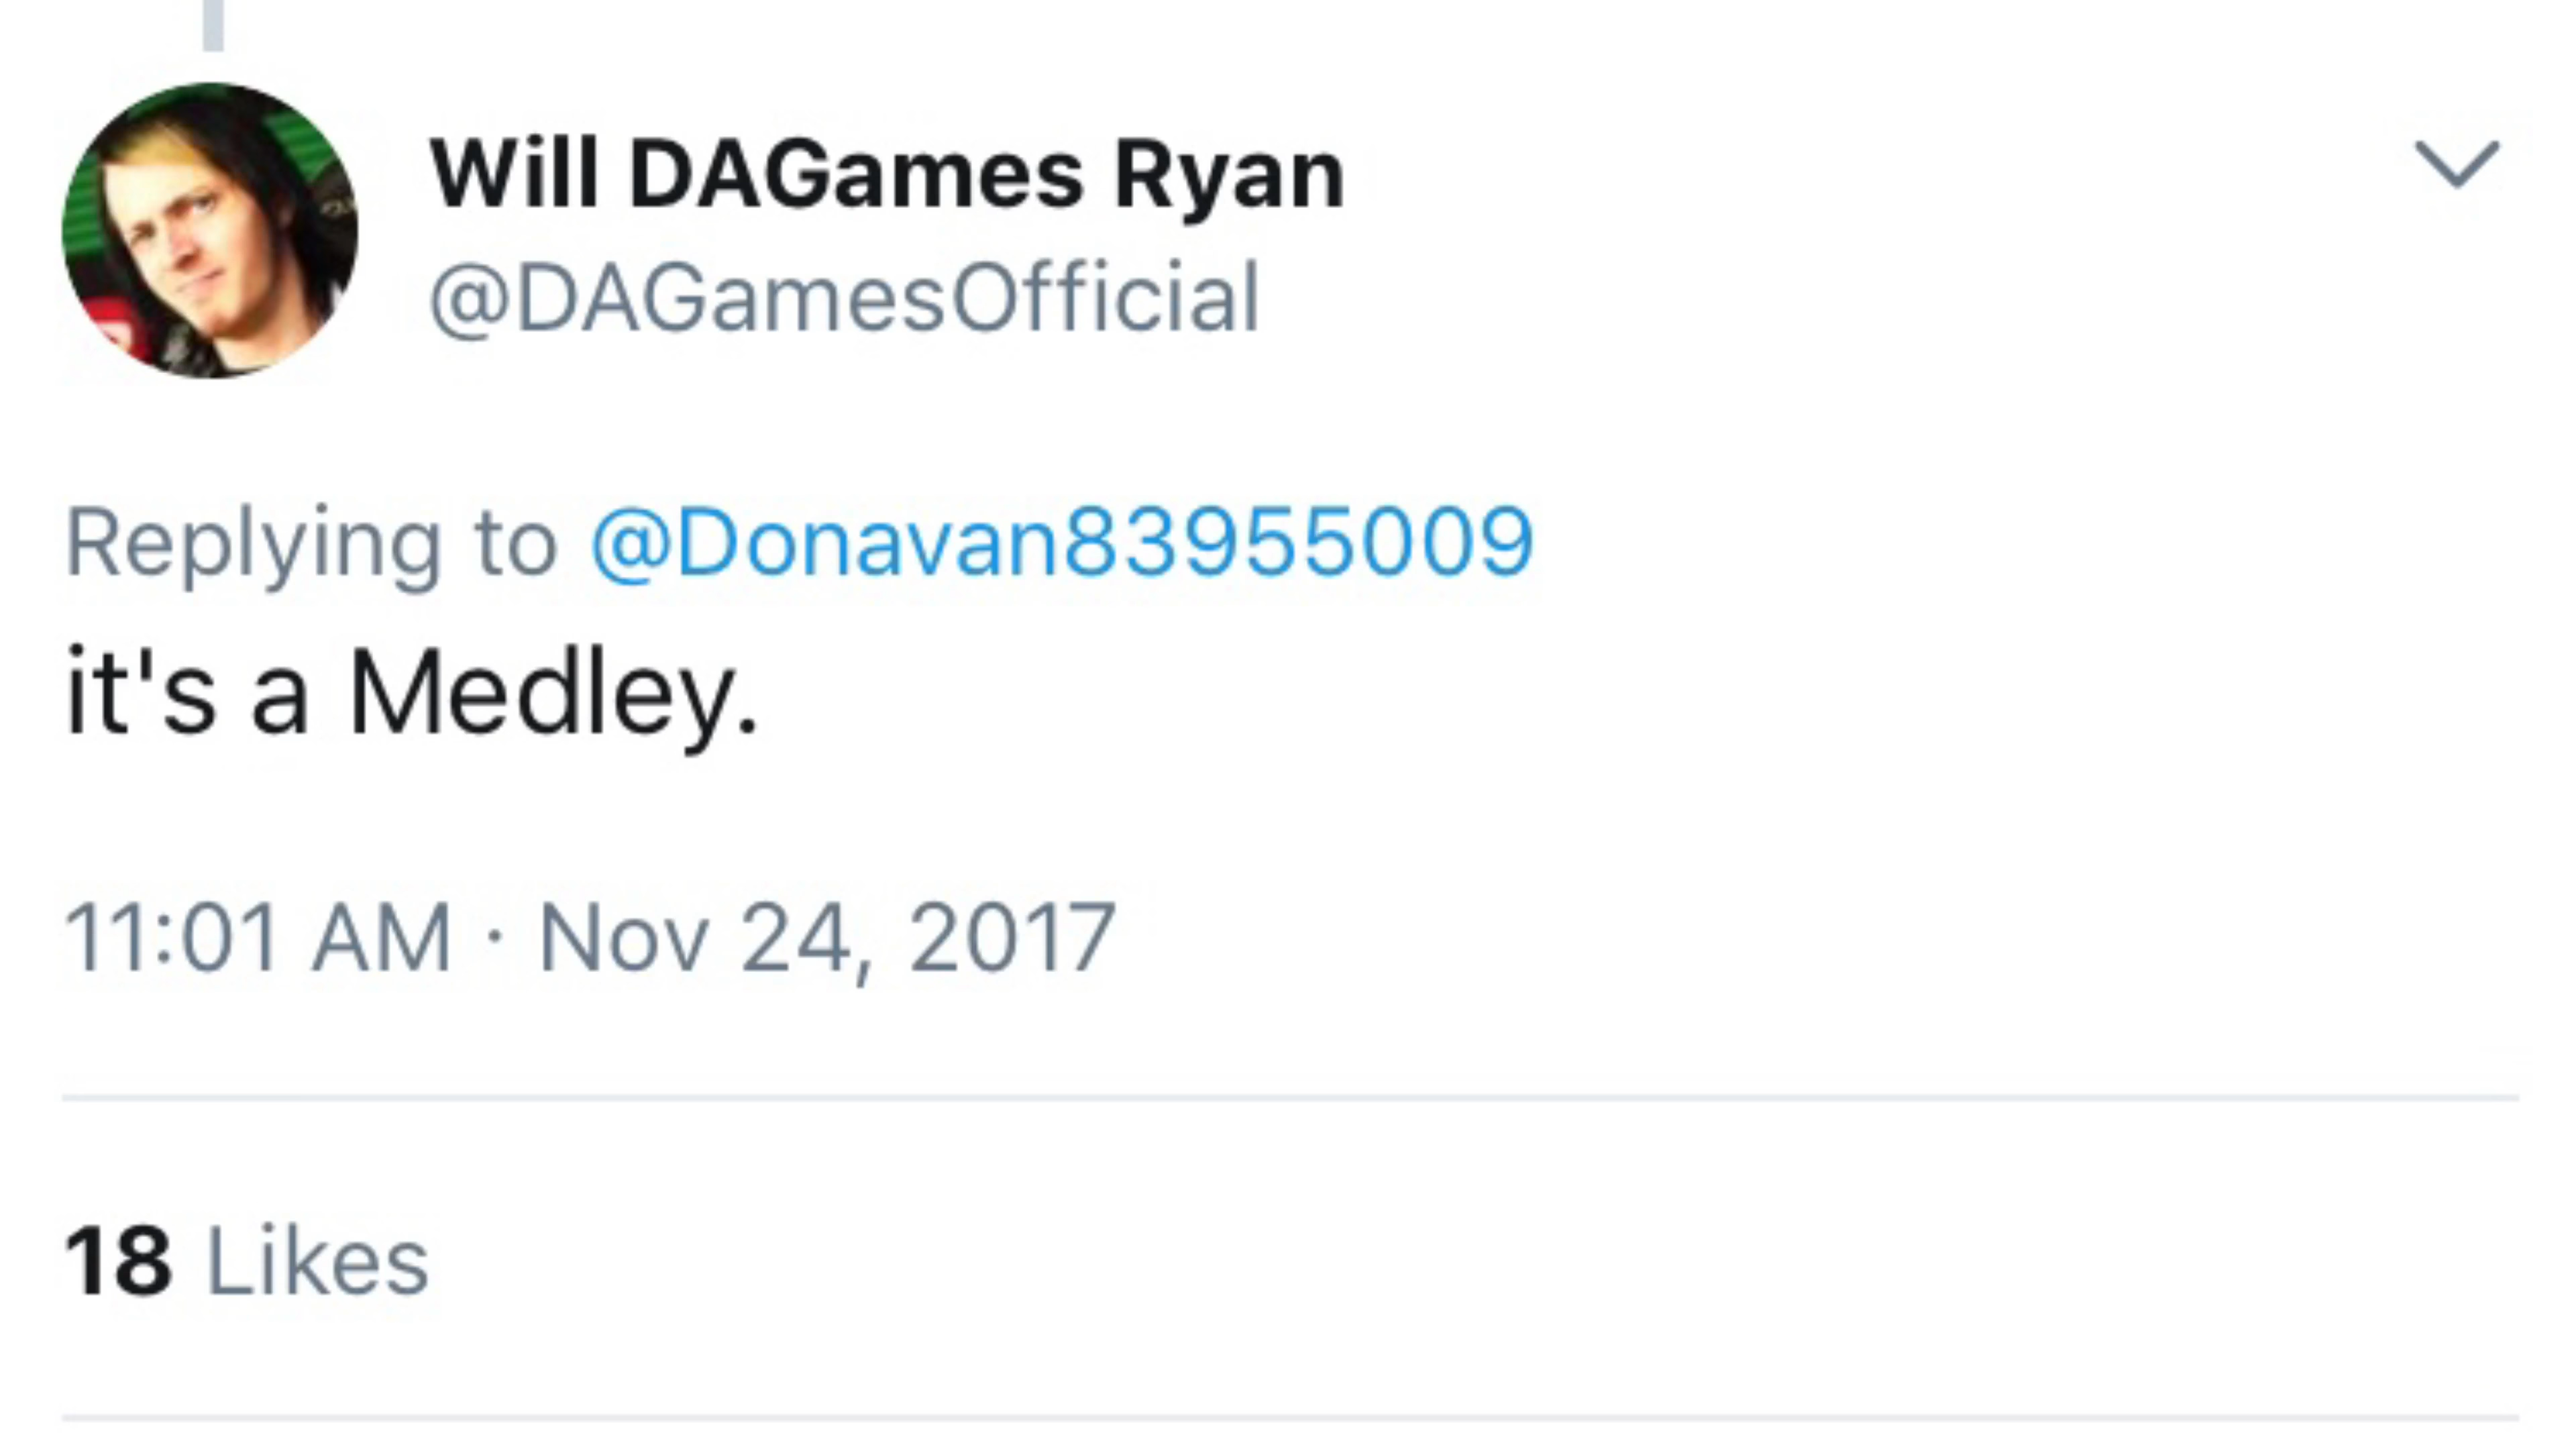 Will DAGames Ryan
@DAGamesOfficial
Replying to @Donavan83955009
it's a Medley.
11:01 AM · Nov 24, 2017
18 Likes